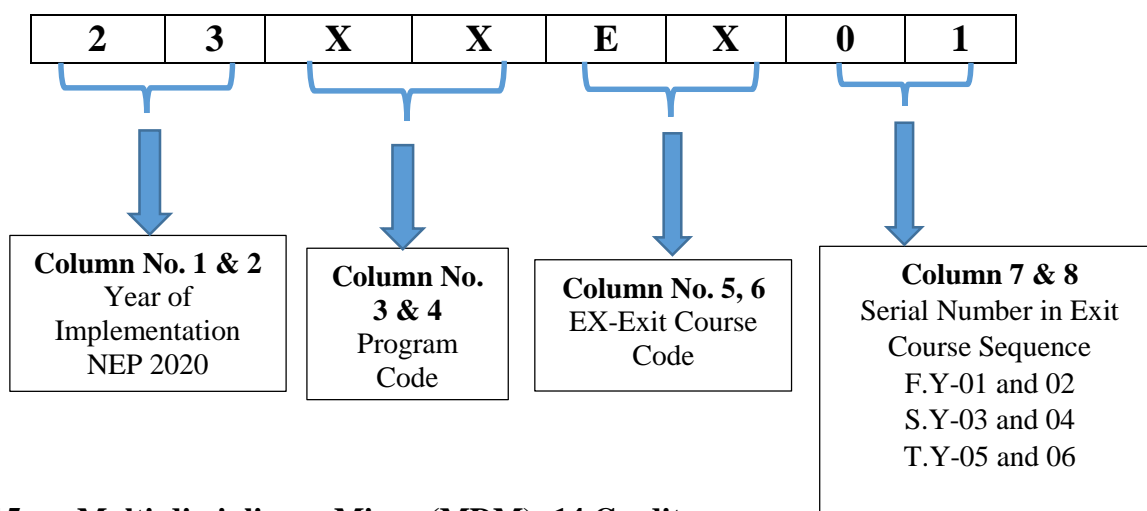 2 3 X X E X 0 1
Column No. 1 & 2
Year of
Implementation
NEP 2020
Column No.
3 & 4
Program
Code
Column No. 5, 6
EX-Exit Course
Code
Column 7 & 8
Serial Number in Exit
Course Sequence
F.Y-01 and 02
S.Y-03 and 04
T.Y-05 and 06